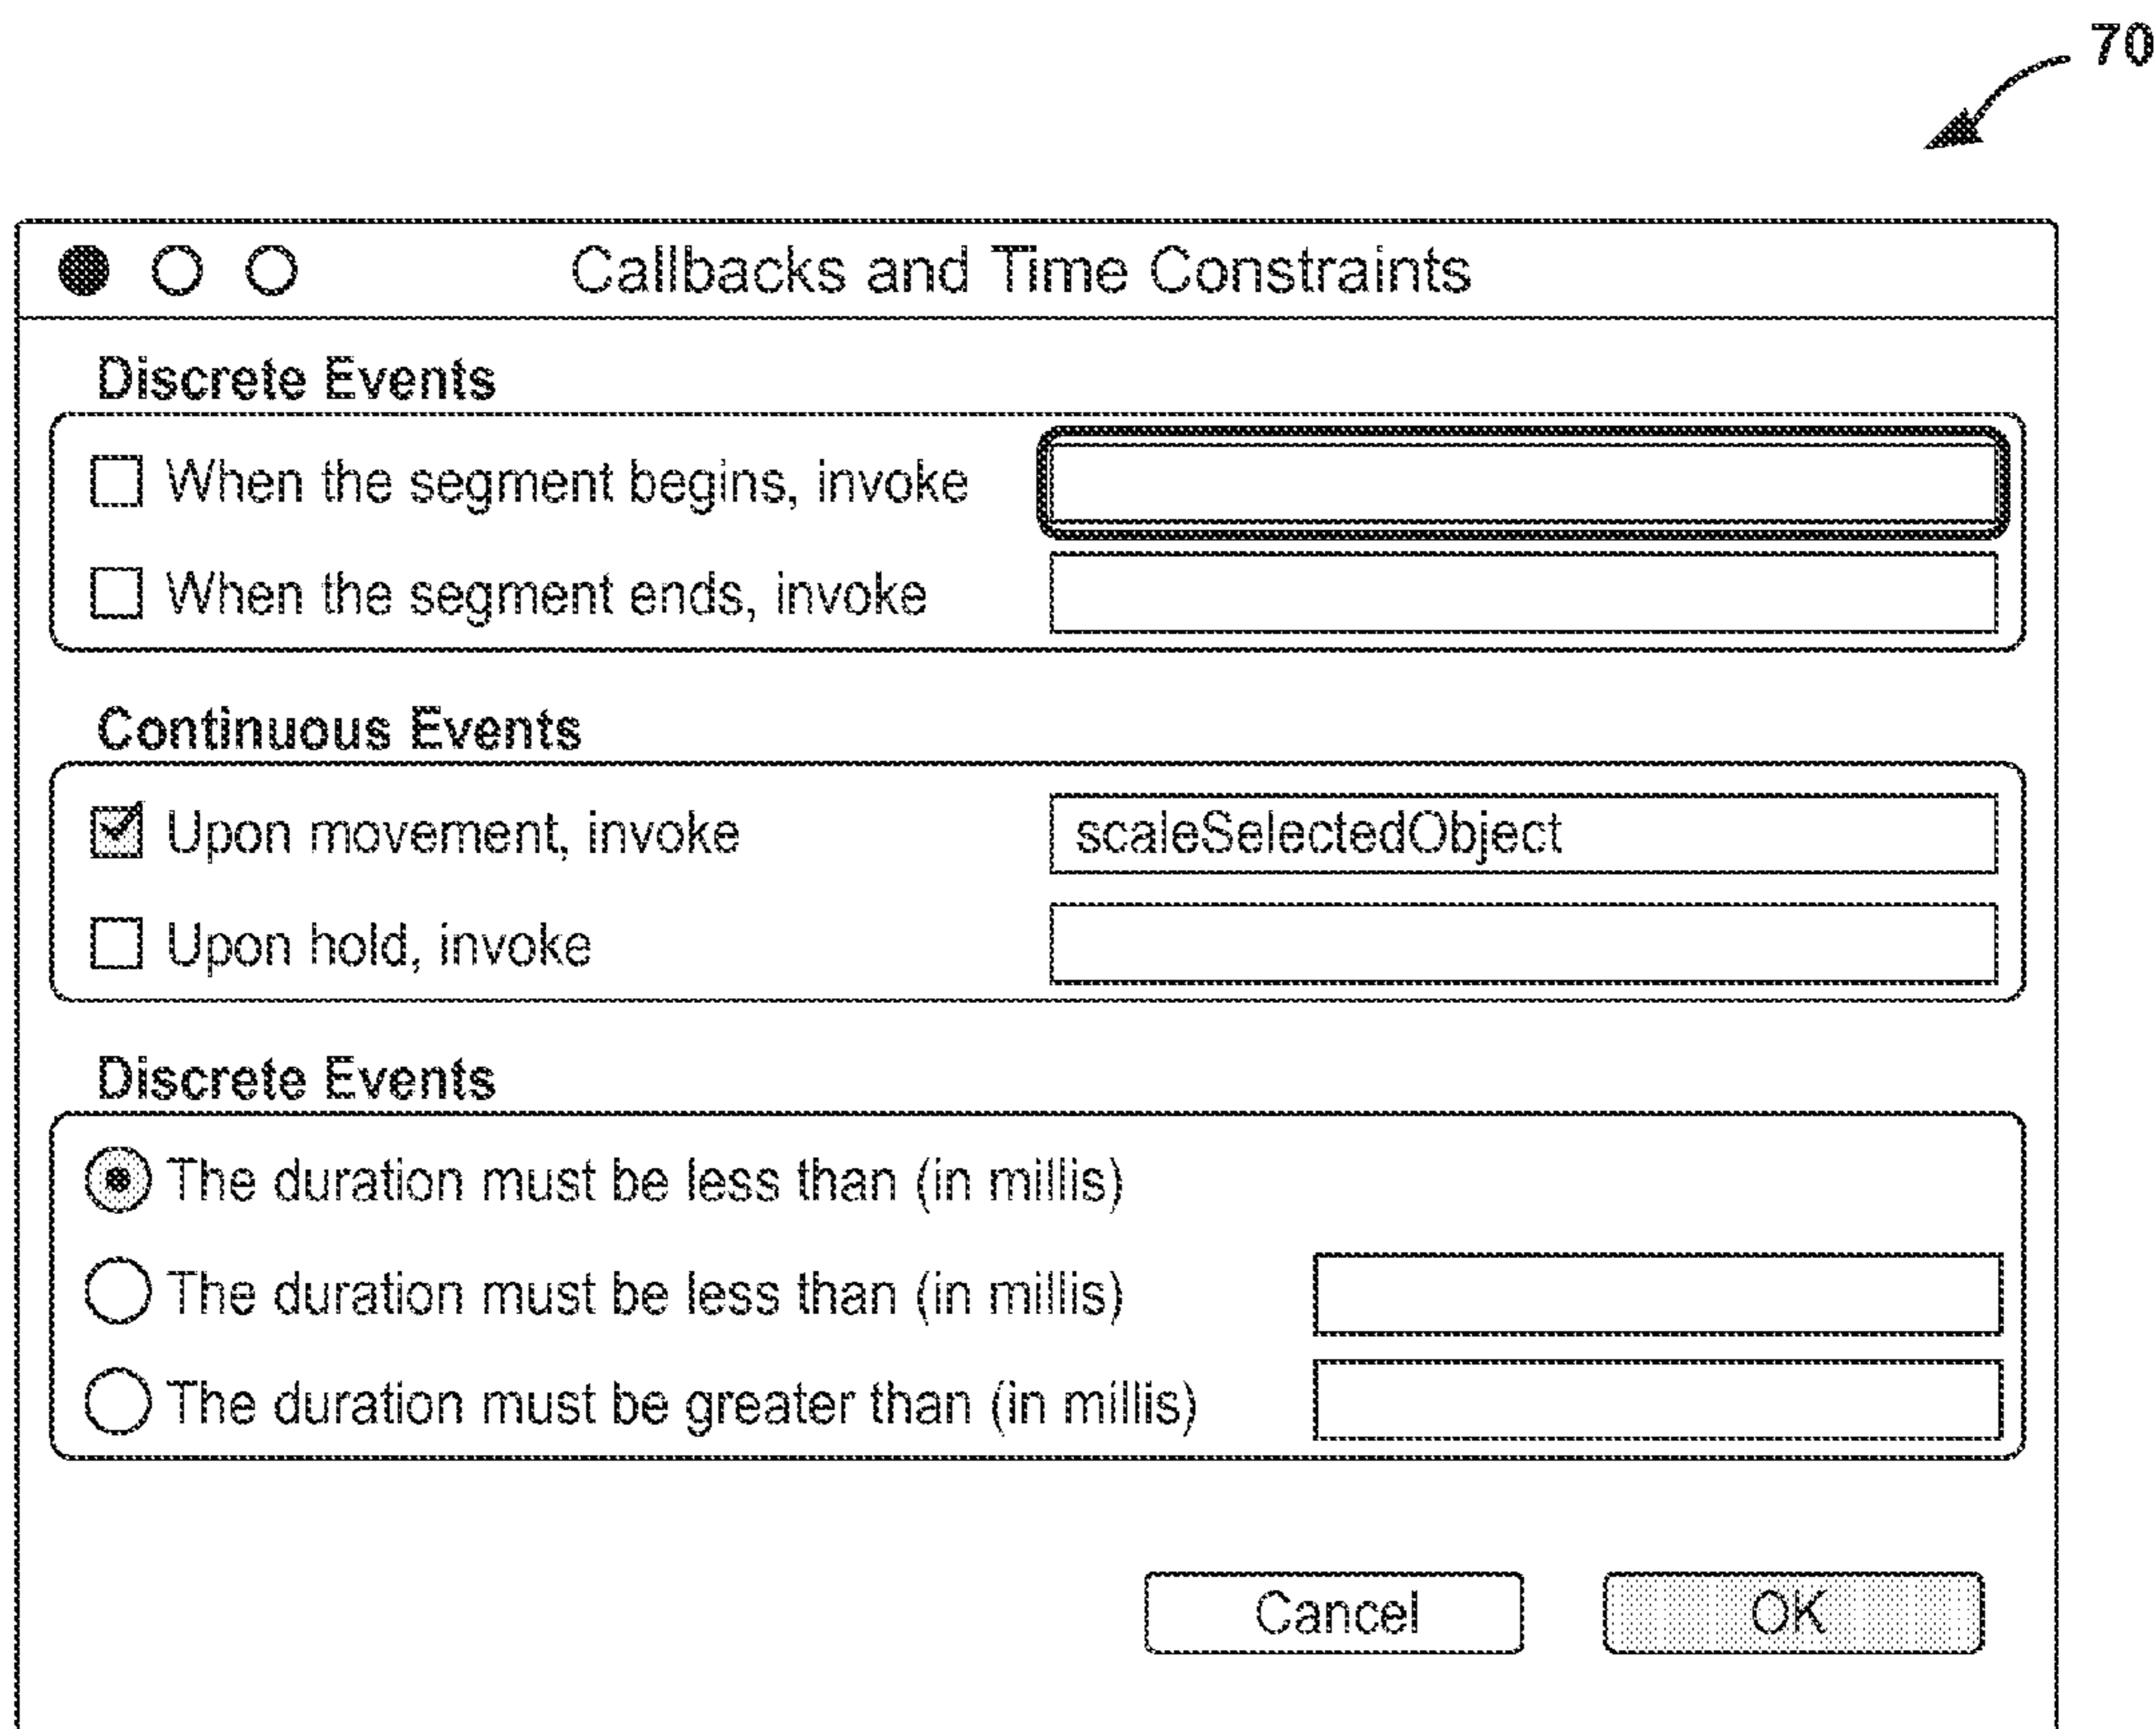 70
Callbacks and Time Constraints
Discrete Events
When the segment begins, invoke
When the segment ends, invoke
Continuous Events
Upon movement, invoke scaleSelectedObject
Upon hold, invoke
Discrete Events
The duration must be less than (in millis)
The duration must be less than (in millis)
The duration must be greater than (in millis)
Cancel OK